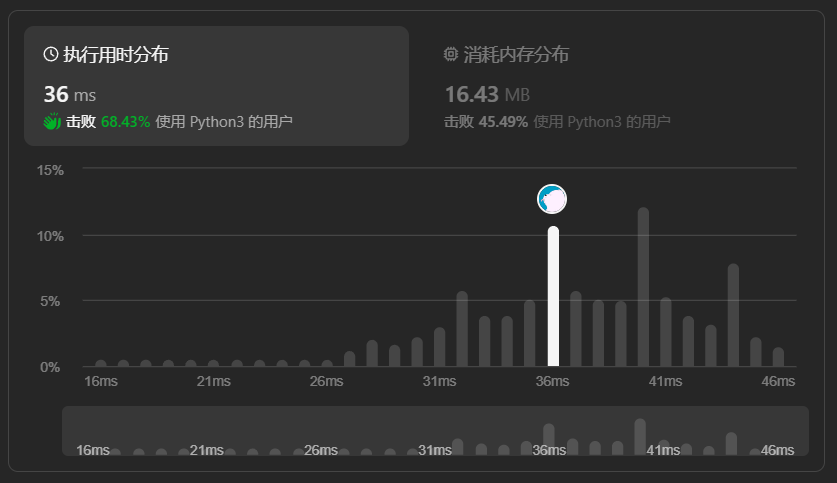 执行用时分布
36 ms
击败 68.43% 使用 Python3 的用户
消耗内存分布
16.43 MB
击败 45.49% 使用 Python3 的用户
15%
10%
5%
0%
16ms 21ms 26ms 31ms 36ms 41ms 46ms
16ms 21ms 26ms 31ms 36ms 41ms 46ms